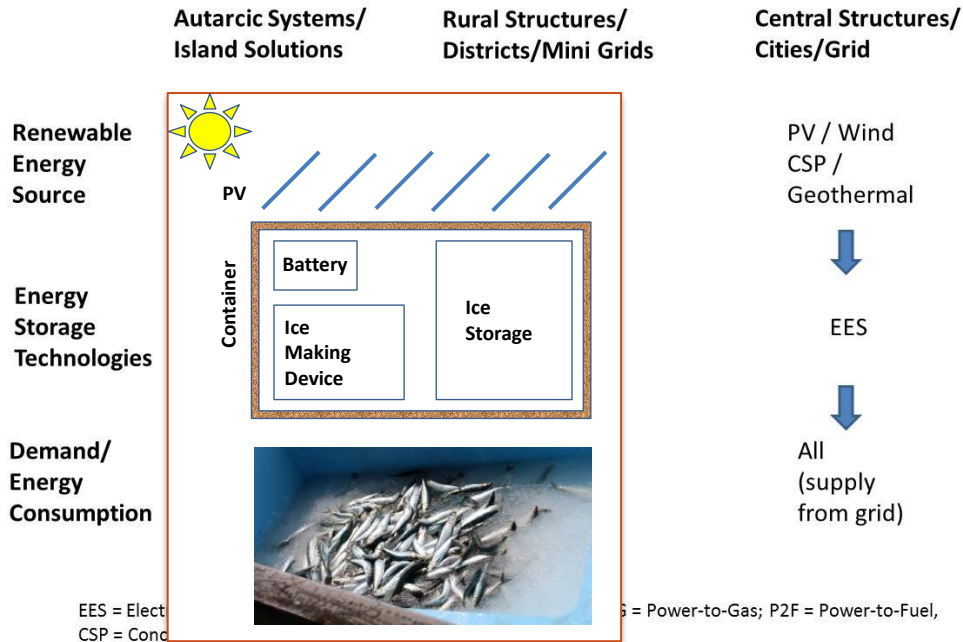 Autarcic Systems/
Island Solutions
Rural Structures/
Districts/Mini Grids
Central Structures/
Cities/Grid
Renewable
Energy
Source
PV
PV / Wind
CSP /
Geothermal
Container
Battery
Ice
Making
Device
Ice
Storage
Energy
Storage
Technologies
EES
Demand/
Energy
Consumption
All
(supply
from grid)
EES = = Power-to-Gas; P2F = Power-to-Fuel,
CSP =